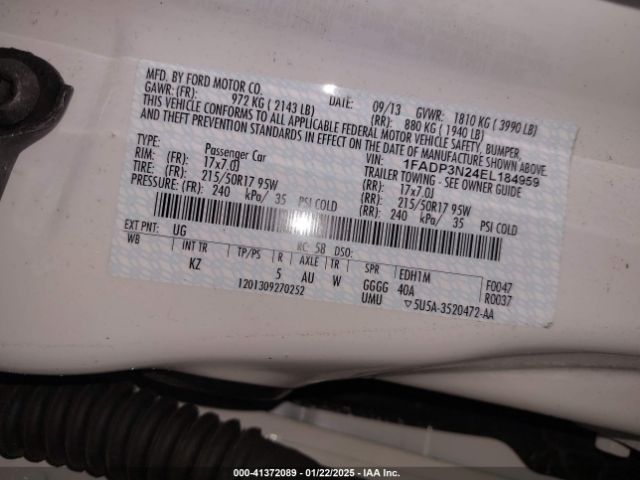 MFD. BY FORD MOTOR CO.
DATE: 09/13 GVWR: 1810 KG ( 3990 LB)
GAWR: (FR): 972 KG ( 2143 LB) (RR): 880 KG ( 1940 LB)
THIS VEHICLE CONFORMS TO ALL APPLICABLE FEDERAL MOTOR VEHICLE SAFETY, BUMPER,
AND THEFT PREVENTION STANDARDS IN EFFECT ON THE DATE OF MANUFACTURE SHOWN ABOVE.
VIN: 1FADP3N24EL184959
TYPE: Passenger Car TRAILER TOWING - SEE OWNER GUIDE
RIM: (FR): 17x7.0J (RR): 17x7.0J
TIRE: (FR): 215/50R17 95W (RR): 215/50R17 95W
PRESSURE: (FR): 240 kPa/ 35 PSI COLD (RR): 240 kPa/ 35 PSI COLD
EXT PNT: UG RC: 58 DSO:
WB INT TR TP/PS R AXLE TR SPR EDH1M F0047
KZ 5 AU W GGGG 40A R0037
1201309270252 UMU ▽5U5A-3520472-AA
000-41372089 - 01/22/2025 - IAA Inc.